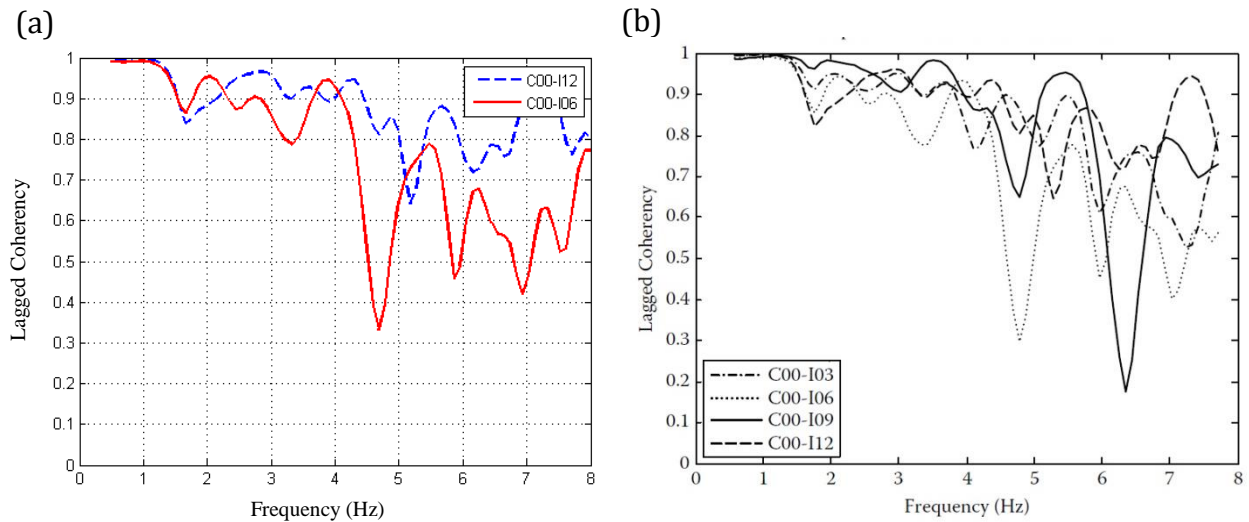 (a)
1
0.9
0.8
0.7
0.6
0.5
0.4
0.3
0.2
0.1
0
Lagged Coherency
C00-I12
C00-I06
0 1 2 3 4 5 6 7 8
Frequency (Hz)
(b)
1
0.9
0.8
0.7
0.6
0.5
0.4
0.3
0.2
0.1
0
Lagged Coherency
C00-I03
C00-I06
C00-I09
C00-I12
0 1 2 3 4 5 6 7 8
Frequency (Hz)